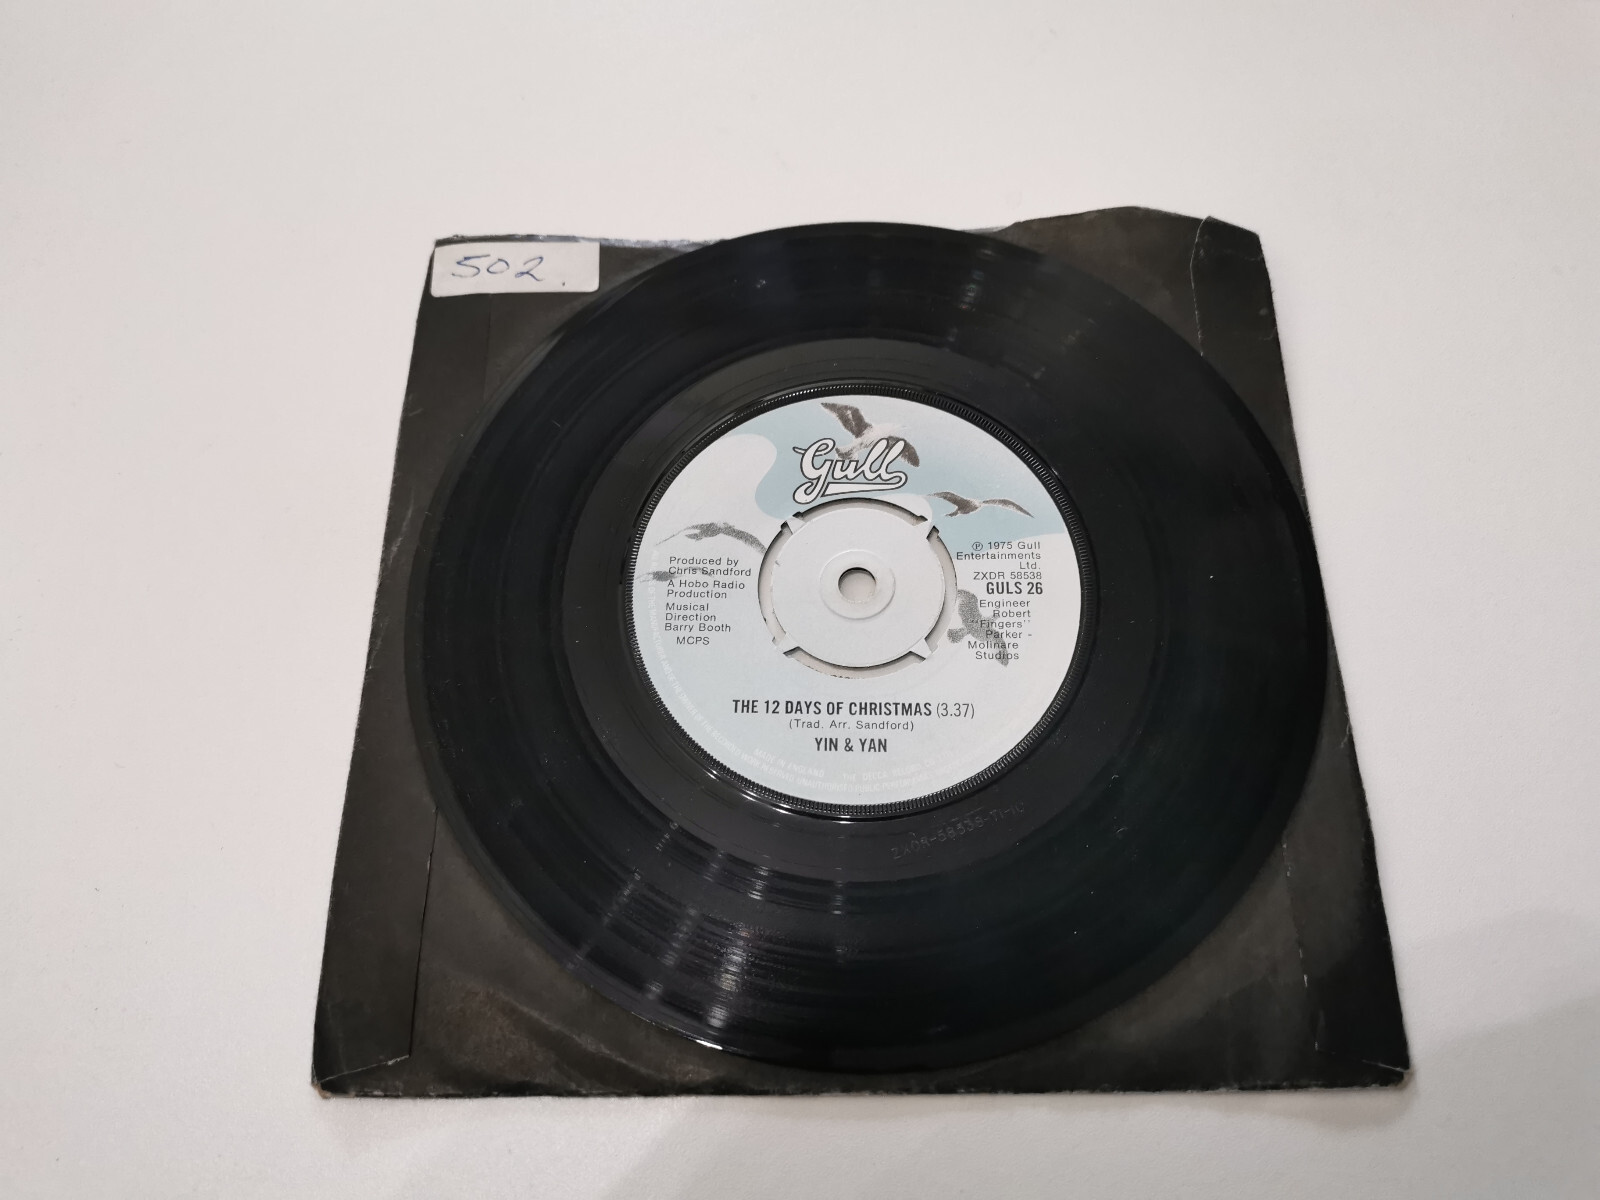 502.
Gull
Produced by
Chris Sandford
A Hobo Radio
Production
Musical
Direction
Barry Booth
MCPS
℗ 1975 Gull
Entertainments
Ltd.
ZXDR 58538
GULS 26
Engineer
Robert
"Fingers"
Parker -
Molinare
Studios
THE 12 DAYS OF CHRISTMAS (3.37)
(Trad. Arr. Sandford)
YIN & YAN
MADE IN ENGLAND